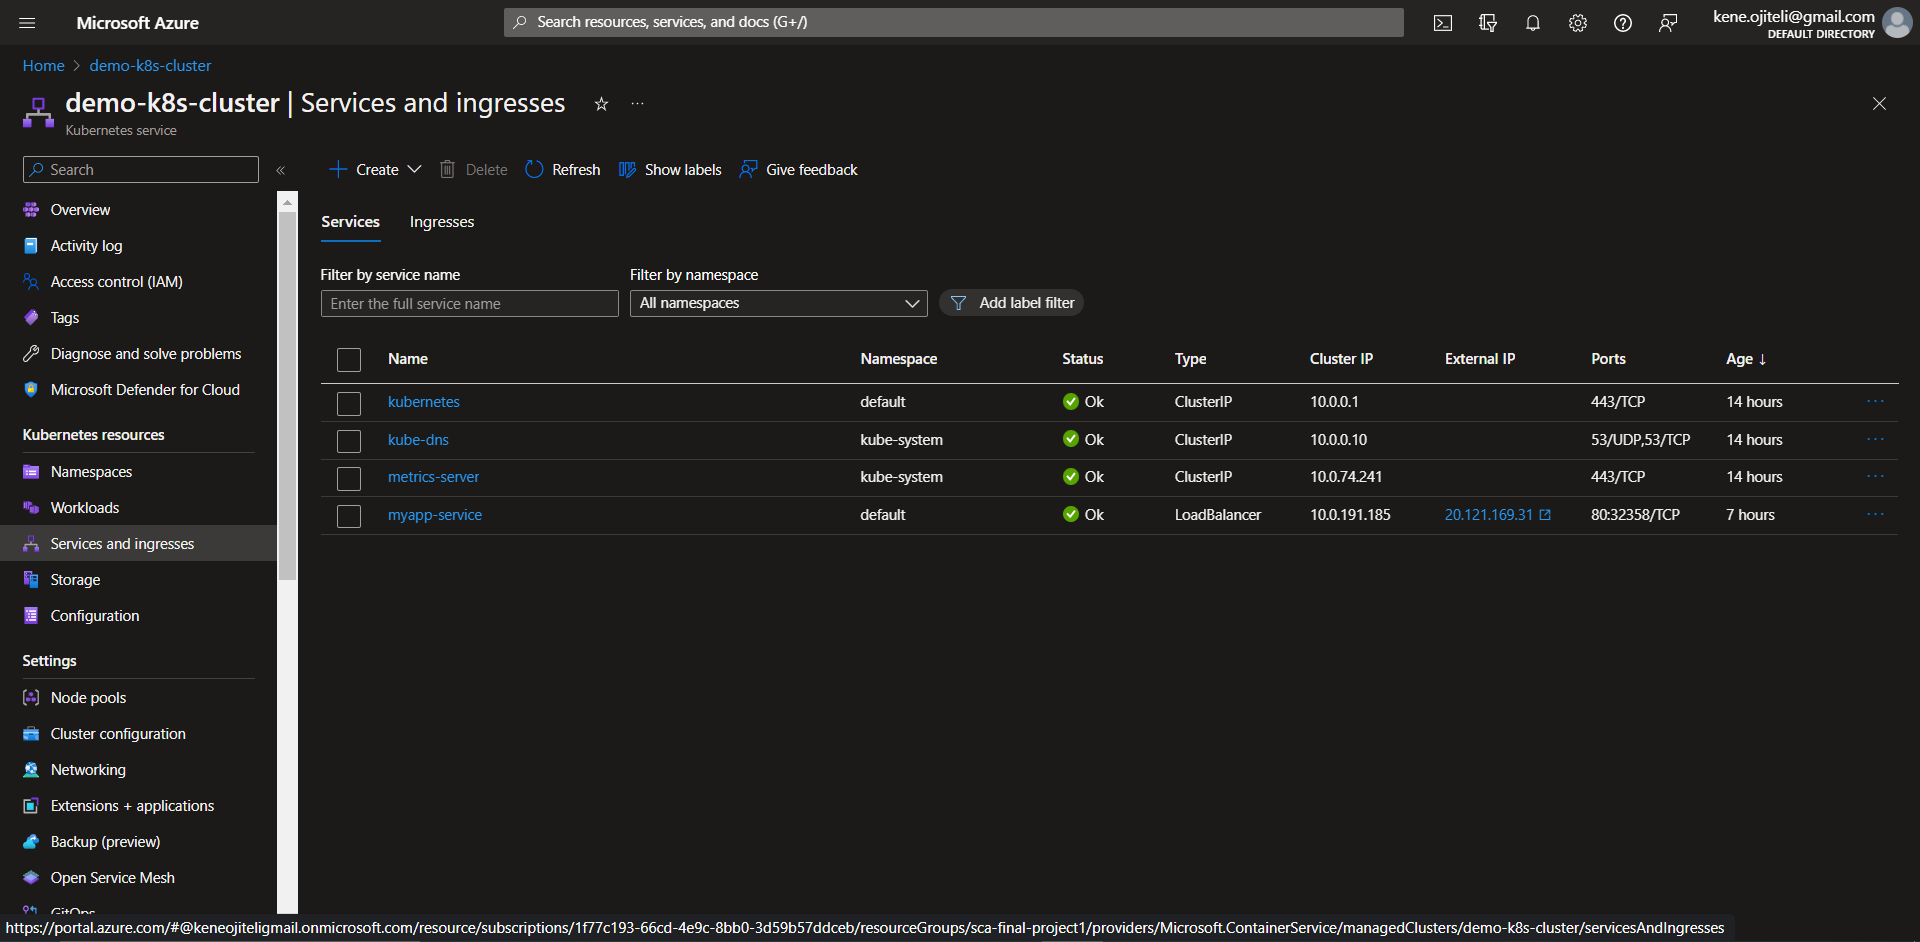 Microsoft Azure
Search resources, services, and docs (G+/)
kene.ojiteli@gmail.com
DEFAULT DIRECTORY
Home > demo-k8s-cluster
demo-k8s-cluster | Services and ingresses
Kubernetes service
Search
Overview
Activity log
Access control (IAM)
Tags
Diagnose and solve problems
Microsoft Defender for Cloud
Kubernetes resources
Namespaces
Workloads
Services and ingresses
Storage
Configuration
Settings
Node pools
Cluster configuration
Networking
Extensions + applications
Backup (preview)
Open Service Mesh
GitOps
Create Delete Refresh Show labels Give feedback
Services Ingresses
Filter by service name Filter by namespace
Enter the full service name All namespaces Add label filter
Name Namespace Status Type Cluster IP External IP Ports Age ↓
kubernetes default Ok ClusterIP 10.0.0.1 443/TCP 14 hours
kube-dns kube-system Ok ClusterIP 10.0.0.10 53/UDP,53/TCP 14 hours
metrics-server kube-system Ok ClusterIP 10.0.74.241 443/TCP 14 hours
myapp-service default Ok LoadBalancer 10.0.191.185 20.121.169.31 80:32358/TCP 7 hours
https://portal.azure.com/#@keneojiteligmail.onmicrosoft.com/resource/subscriptions/1f77c193-66cd-4e9c-8bb0-3d59b57ddceb/resourceGroups/sca-final-project1/providers/Microsoft.ContainerService/managedClusters/demo-k8s-cluster/servicesAndIngresses